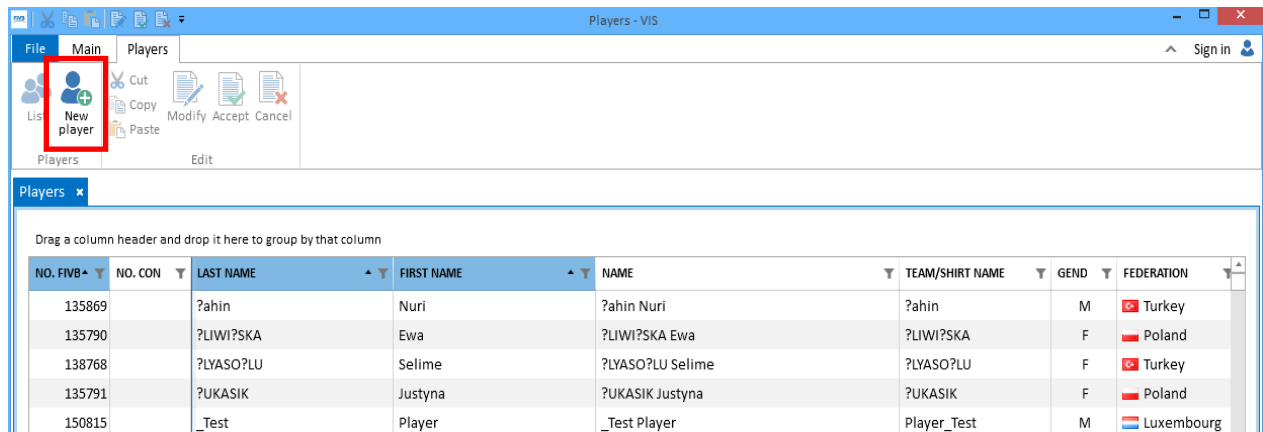 FIVB
Players - VIS
File Main Players
Sign in
List
New player
Cut
Copy
Paste
Modify Accept Cancel
Players
Edit
Players
Drag a column header and drop it here to group by that column
NO. FIVB NO. CON LAST NAME FIRST NAME NAME TEAM/SHIRT NAME GEND FEDERATION
135869 ?ahin Nuri ?ahin Nuri ?ahin M Turkey
135790 ?LIWI?SKA Ewa ?LIWI?SKA Ewa ?LIWI?SKA F Poland
138768 ?LYASO?LU Selime ?LYASO?LU Selime ?LYASO?LU F Turkey
135791 ?UKASIK Justyna ?UKASIK Justyna ?UKASIK F Poland
150815 _Test Player _Test Player Player_Test M Luxembourg